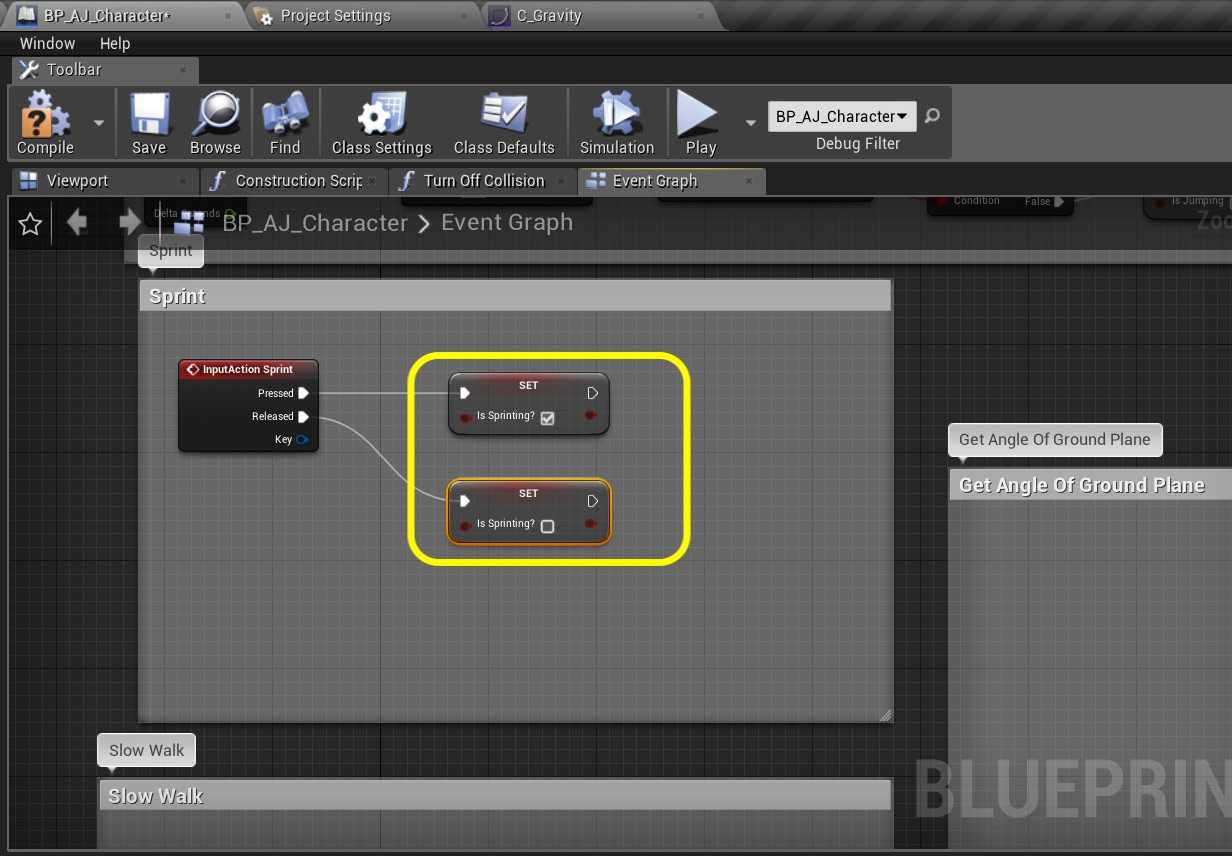 BP_AJ_Character*
Project Settings
C_Gravity
Window Help
Toolbar
Compile
Save
Browse
Find
Class Settings
Class Defaults
Simulation
Play
BP_AJ_Character
Debug Filter
Viewport
Construction Scrip
Turn Off Collision
Event Graph
Condition False
Is Jumping
BP_AJ_Character > Event Graph
Sprint
Sprint
InputAction Sprint
Pressed
Released
Key
SET
Is Sprinting?
SET
Is Sprinting?
Get Angle Of Ground Plane
Get Angle Of Ground Plane
Slow Walk
Slow Walk
BLUEPRIN